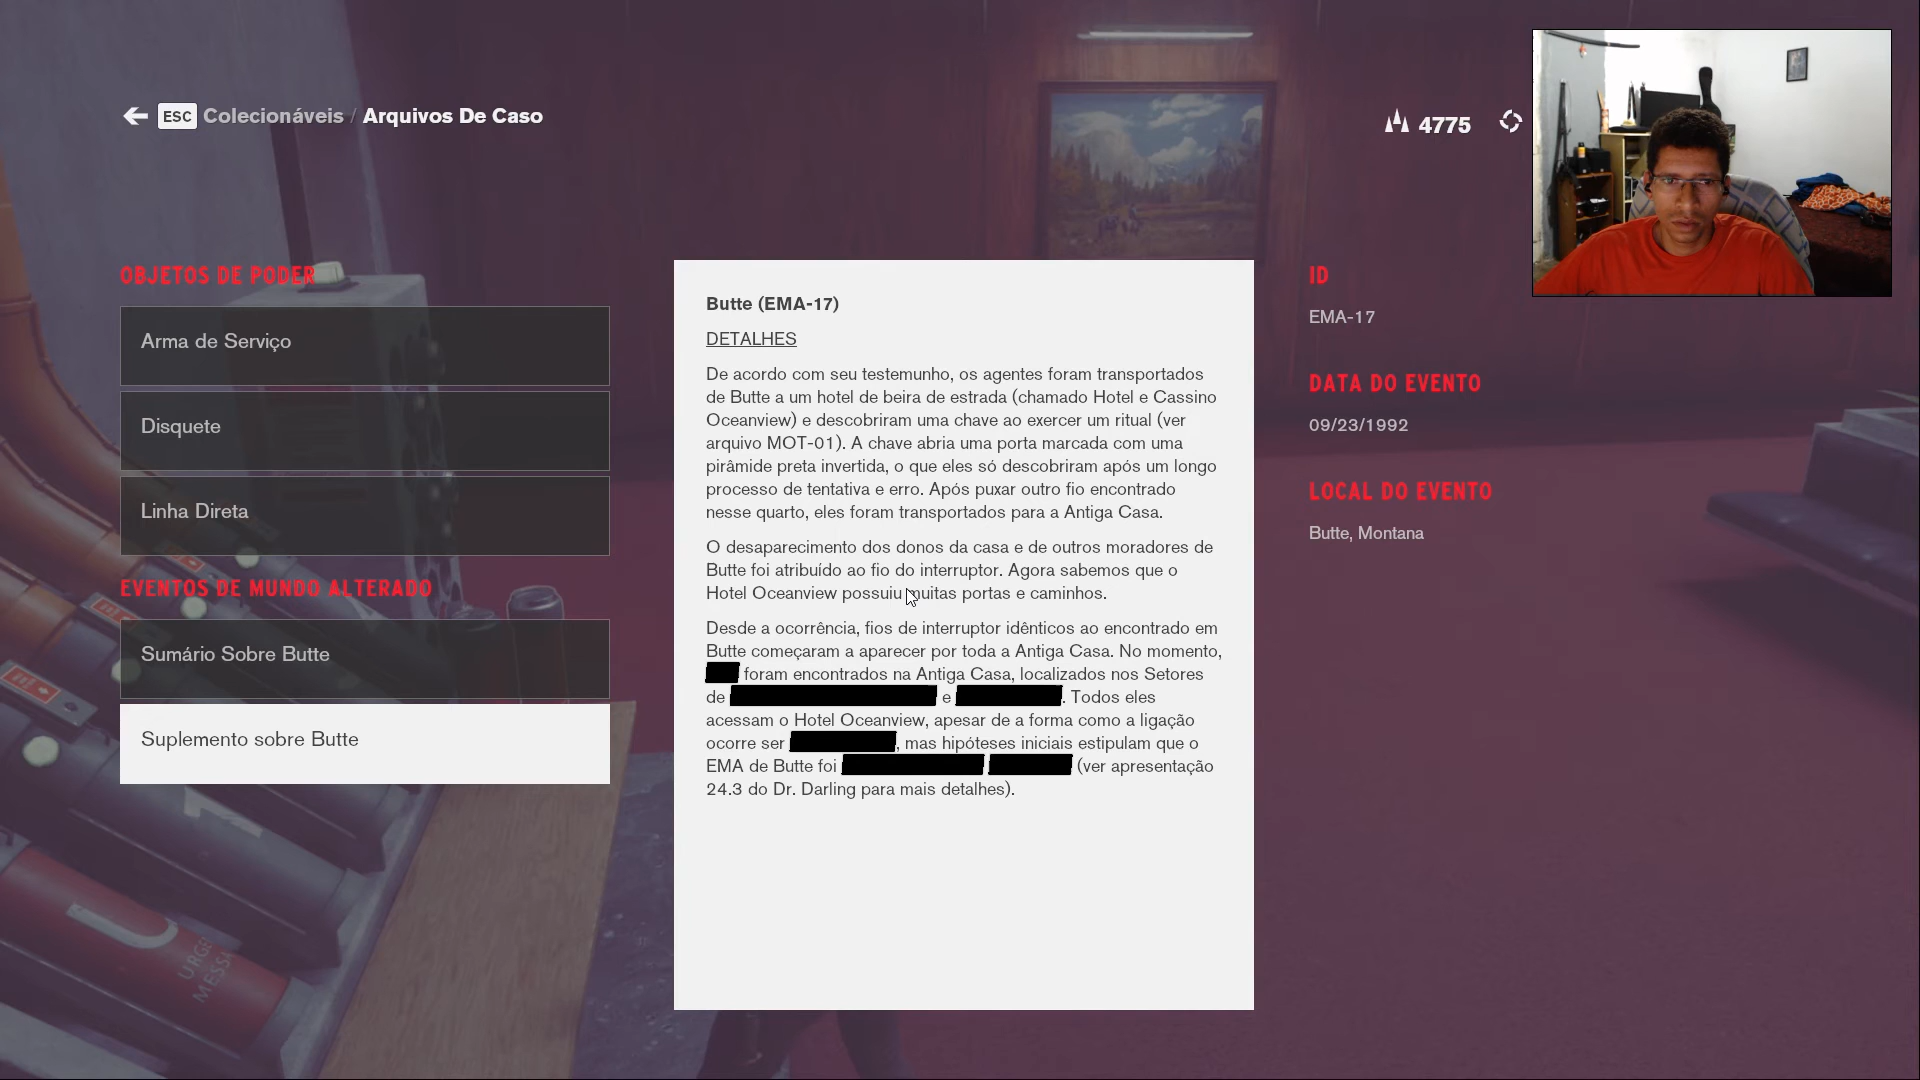 ESC Colecionáveis / Arquivos De Caso
4775
OBJETOS DE PODER
Arma de Serviço
Disquete
Linha Direta
EVENTOS DE MUNDO ALTERADO
Sumário Sobre Butte
Suplemento sobre Butte
Butte (EMA-17)
DETALHES
De acordo com seu testemunho, os agentes foram transportados
de Butte a um hotel de beira de estrada (chamado Hotel e Cassino
Oceanview) e descobriram uma chave ao exercer um ritual (ver
arquivo MOT-01). A chave abria uma porta marcada com uma
pirâmide preta invertida, o que eles só descobriram após um longo
processo de tentativa e erro. Após puxar outro fio encontrado
nesse quarto, eles foram transportados para a Antiga Casa.
O desaparecimento dos donos da casa e de outros moradores de
Butte foi atribuído ao fio do interruptor. Agora sabemos que o
Hotel Oceanview possuiu muitas portas e caminhos.
Desde a ocorrência, fios de interruptor idênticos ao encontrado em
Butte começaram a aparecer por toda a Antiga Casa. No momento,
foram encontrados na Antiga Casa, localizados nos Setores
de e . Todos eles
acessam o Hotel Oceanview, apesar de a forma como a ligação
ocorre ser , mas hipóteses iniciais estipulam que o
EMA de Butte foi (ver apresentação
24.3 do Dr. Darling para mais detalhes).
ID
EMA-17
DATA DO EVENTO
09/23/1992
LOCAL DO EVENTO
Butte, Montana